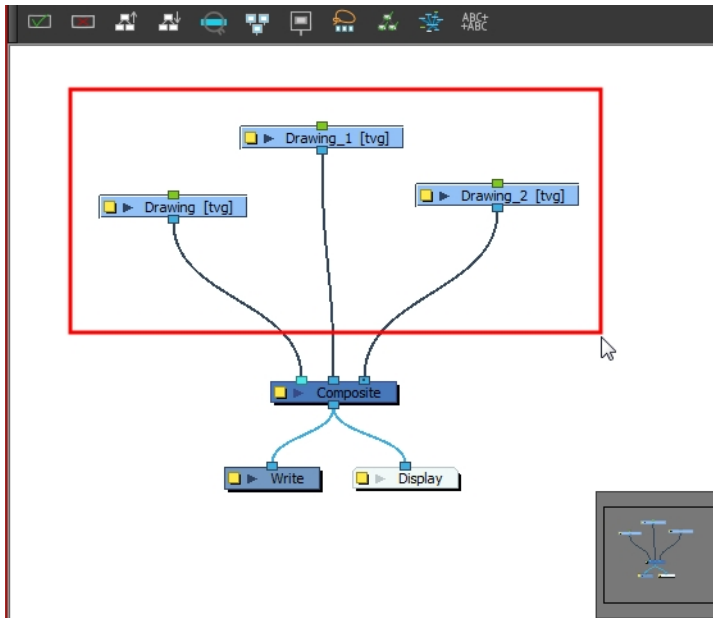 ABC+
+ABC
Drawing_1 [tvg]
Drawing_2 [tvg]
Drawing [tvg]
Composite
Write
Display